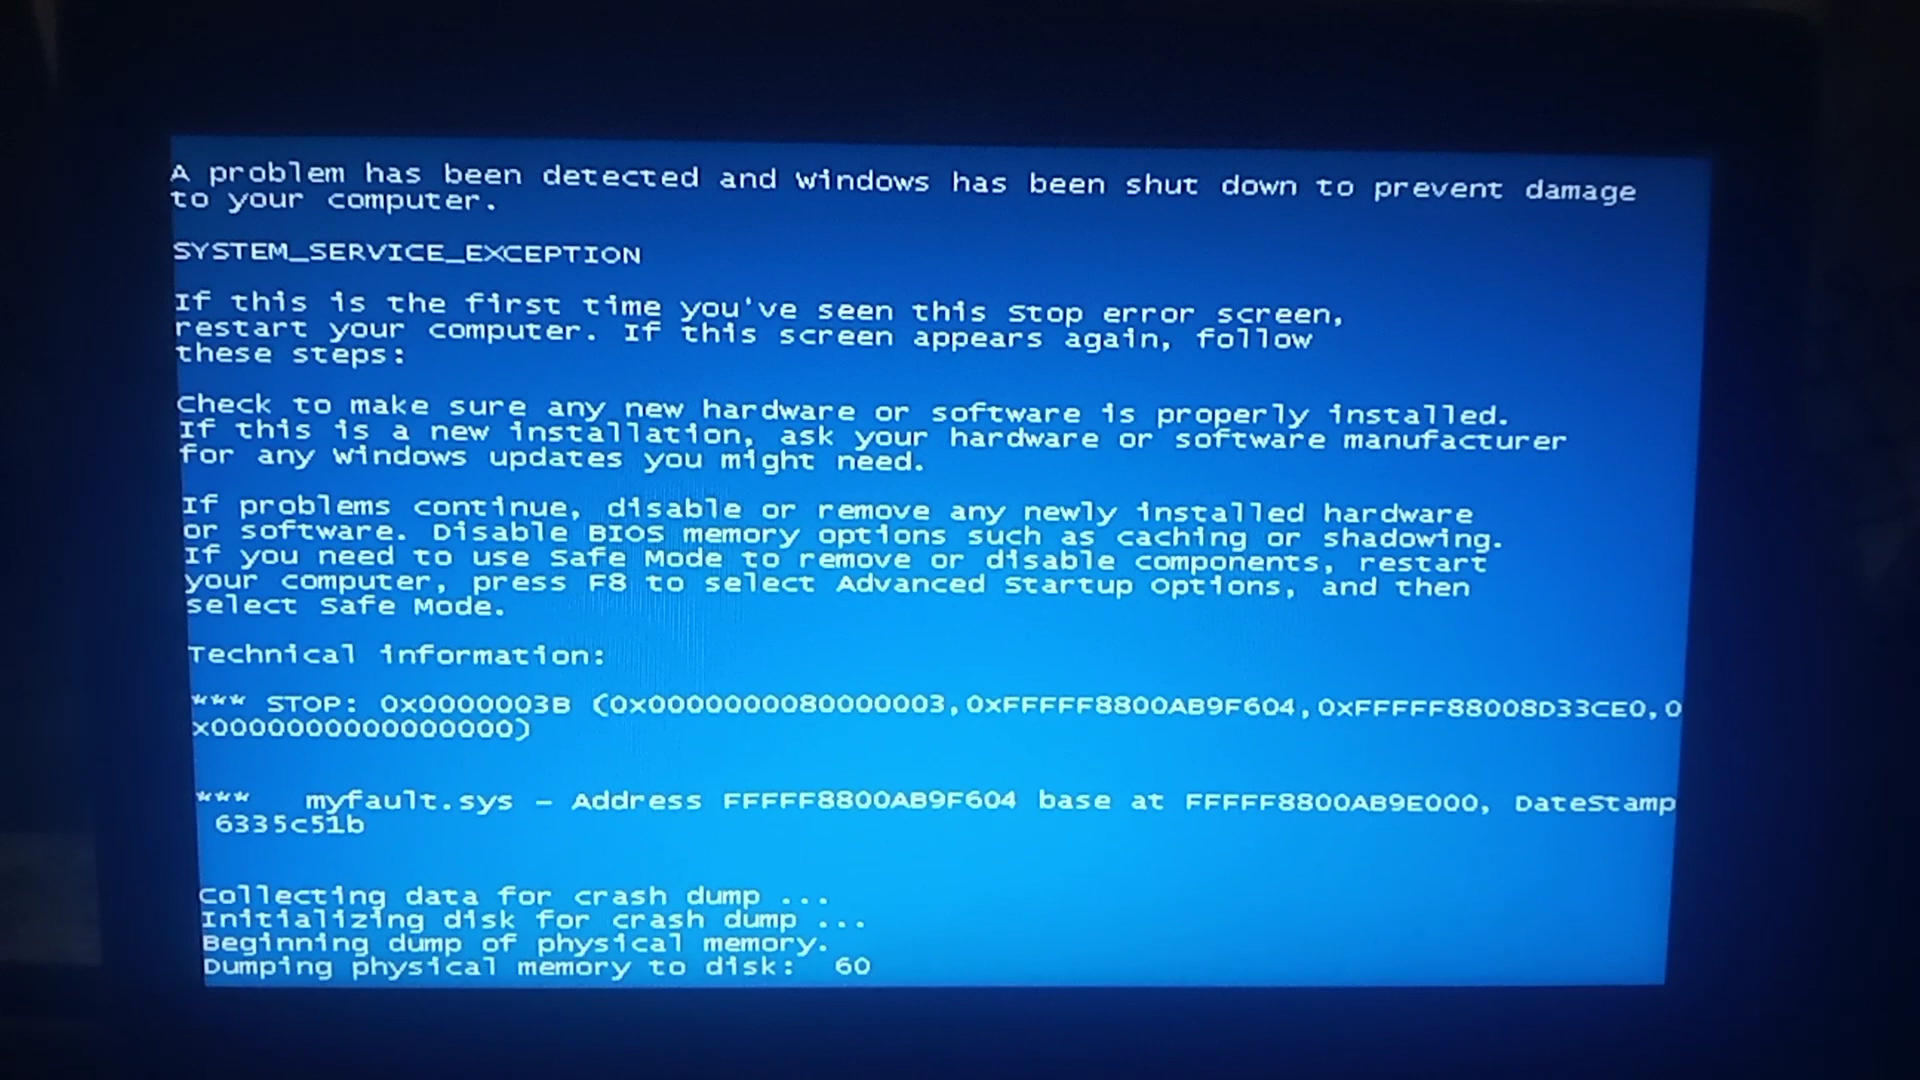 A problem has been detected and windows has been shut down to prevent damage
to your computer.
SYSTEM_SERVICE_EXCEPTION
If this is the first time you've seen this Stop error screen,
restart your computer. If this screen appears again, follow
these steps:
Check to make sure any new hardware or software is properly installed.
If this is a new installation, ask your hardware or software manufacturer
for any windows updates you might need.
If problems continue, disable or remove any newly installed hardware
or software. Disable BIOS memory options such as caching or shadowing.
If you need to use Safe Mode to remove or disable components, restart
your computer, press F8 to select Advanced Startup Options, and then
select Safe Mode.
Technical information:
*** STOP: 0x0000003B (0x0000000080000003,0xFFFFF8800AB9F604,0xFFFFF88008D33CE0,0
x0000000000000000)
*** myfault.sys - Address FFFFF8800AB9F604 base at FFFFF8800AB9E000, DateStamp
6335c51b
Collecting data for crash dump ...
Initializing disk for crash dump ...
Beginning dump of physical memory.
Dumping physical memory to disk: 60